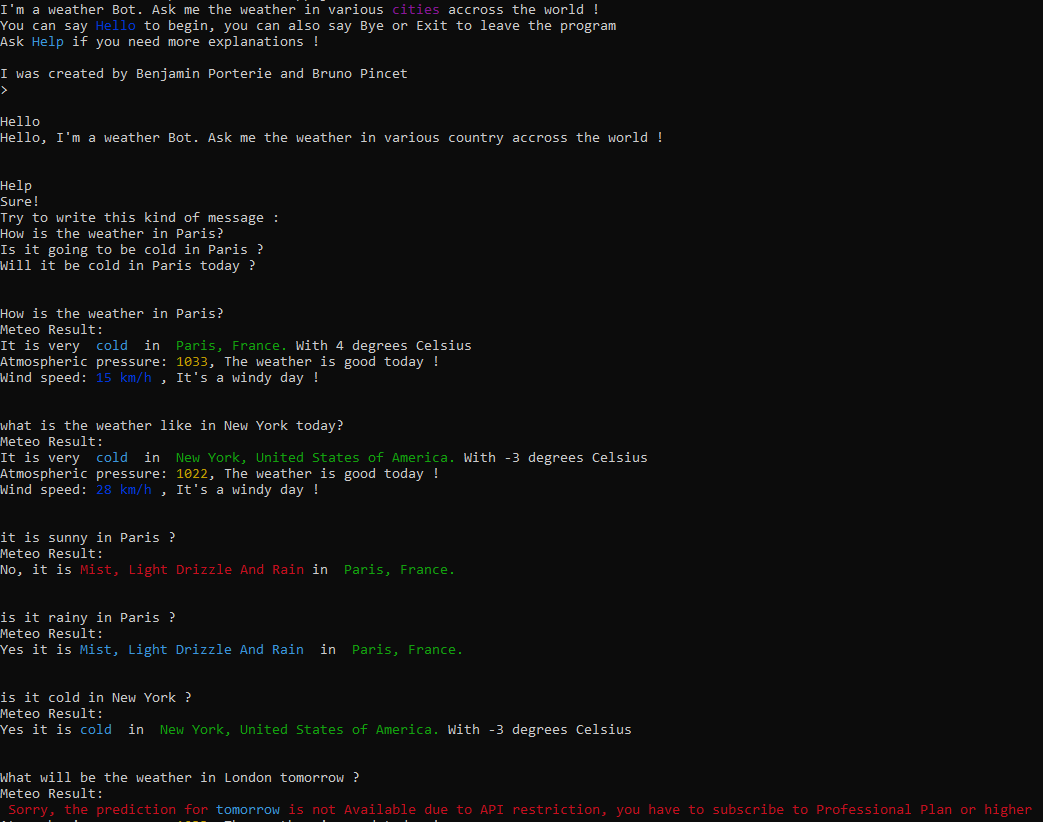 I'm a weather Bot. Ask me the weather in various cities accross the world !
You can say Hello to begin, you can also say Bye or Exit to leave the program
Ask Help if you need more explanations !
I was created by Benjamin Porterie and Bruno Pincet
>
Hello
Hello, I'm a weather Bot. Ask me the weather in various country accross the world !
Help
Sure!
Try to write this kind of message :
How is the weather in Paris?
Is it going to be cold in Paris ?
Will it be cold in Paris today ?
How is the weather in Paris?
Meteo Result:
It is very  cold  in  Paris, France. With 4 degrees Celsius
Atmospheric pressure: 1033, The weather is good today !
Wind speed: 15 km/h , It's a windy day !
what is the weather like in New York today?
Meteo Result:
It is very  cold  in  New York, United States of America. With -3 degrees Celsius
Atmospheric pressure: 1022, The weather is good today !
Wind speed: 28 km/h , It's a windy day !
it is sunny in Paris ?
Meteo Result:
No, it is Mist, Light Drizzle And Rain in  Paris, France.
is it rainy in Paris ?
Meteo Result:
Yes it is Mist, Light Drizzle And Rain  in  Paris, France.
is it cold in New York ?
Meteo Result:
Yes it is cold  in  New York, United States of America. With -3 degrees Celsius
What will be the weather in London tomorrow ?
Meteo Result:
Sorry, the prediction for tomorrow is not Available due to API restriction, you have to subscribe to Professional Plan or higher